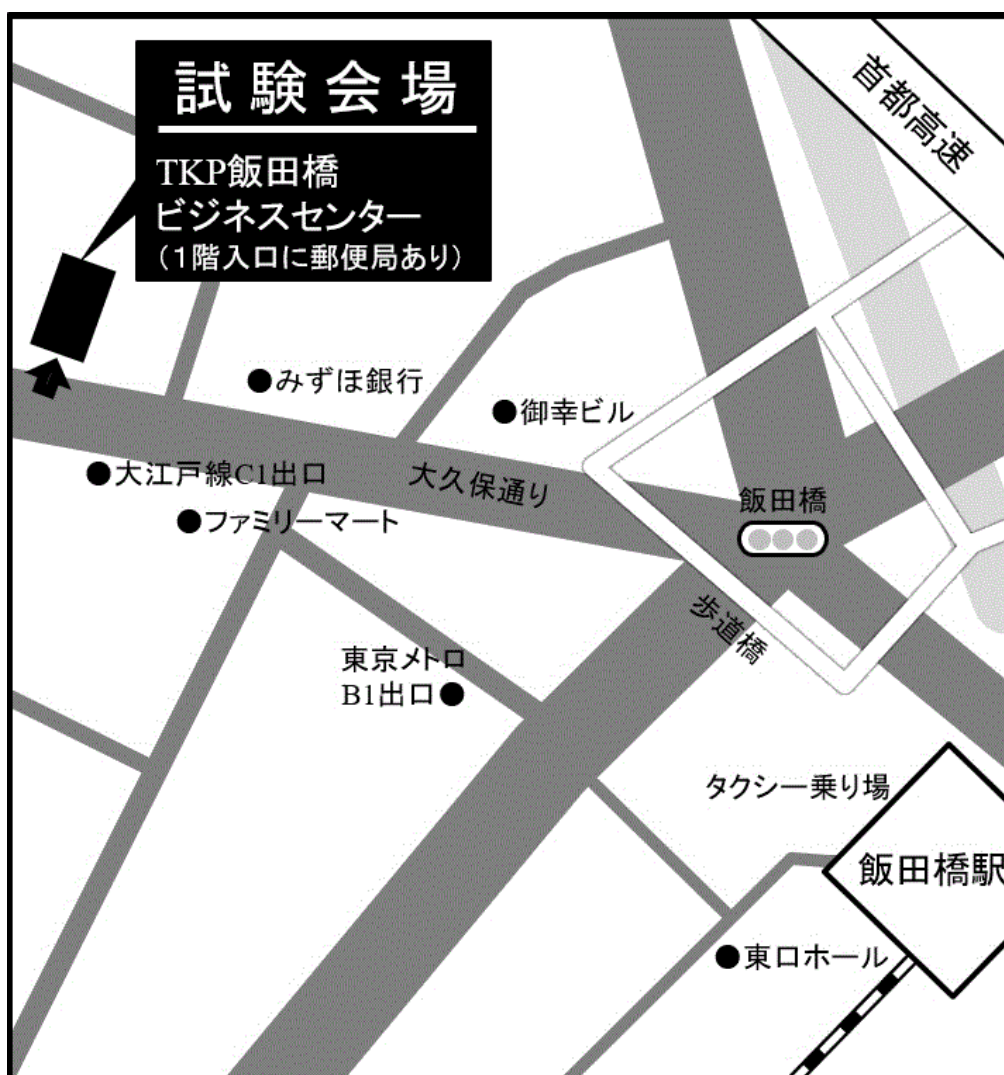 試験会場
TKP飯田橋
ビジネスセンター
（1階入口に郵便局あり）
首都高速
●みずほ銀行
●御幸ビル
●大江戸線C1出口
大久保通り
飯田橋
●ファミリーマート
歩道橋
東京メトロ
B1出口●
タクシー乗り場
飯田橋駅
●東口ホール